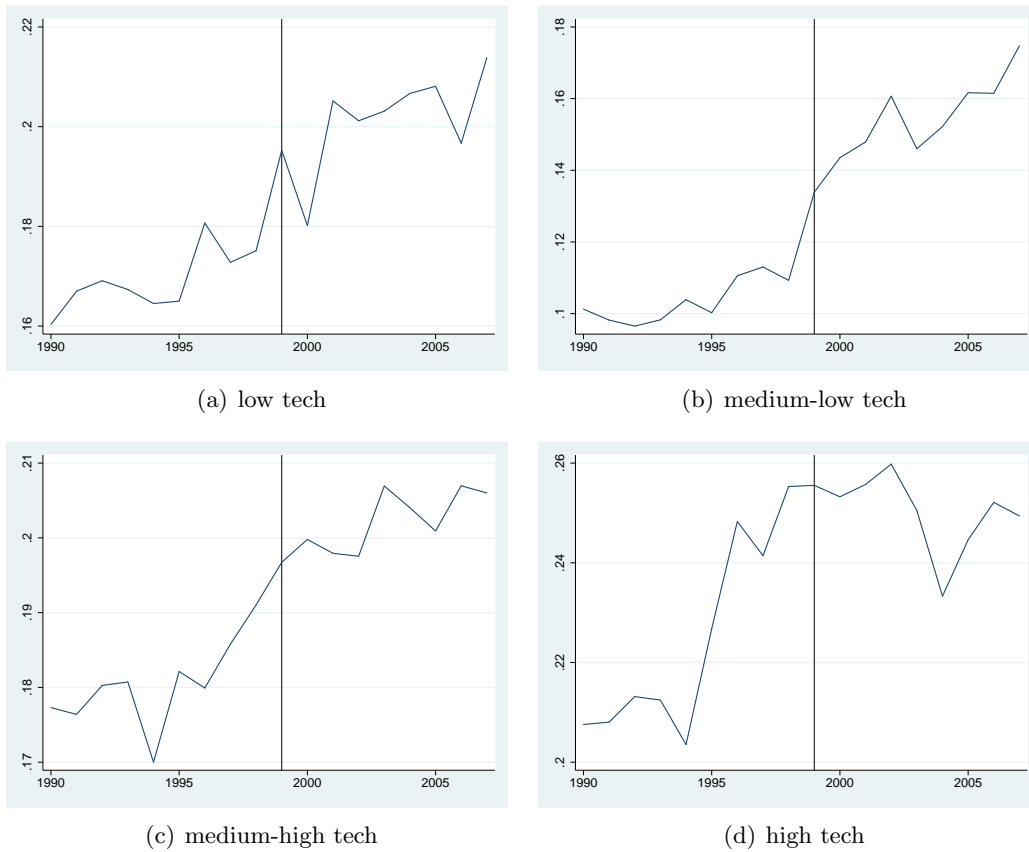 .22
.2
.18
.16
1990 1995 2000 2005
(a) low tech
.18
.16
.14
.12
.1
1990 1995 2000 2005
(b) medium-low tech
.21
.2
.19
.18
.17
1990 1995 2000 2005
(c) medium-high tech
.26
.24
.22
.2
1990 1995 2000 2005
(d) high tech